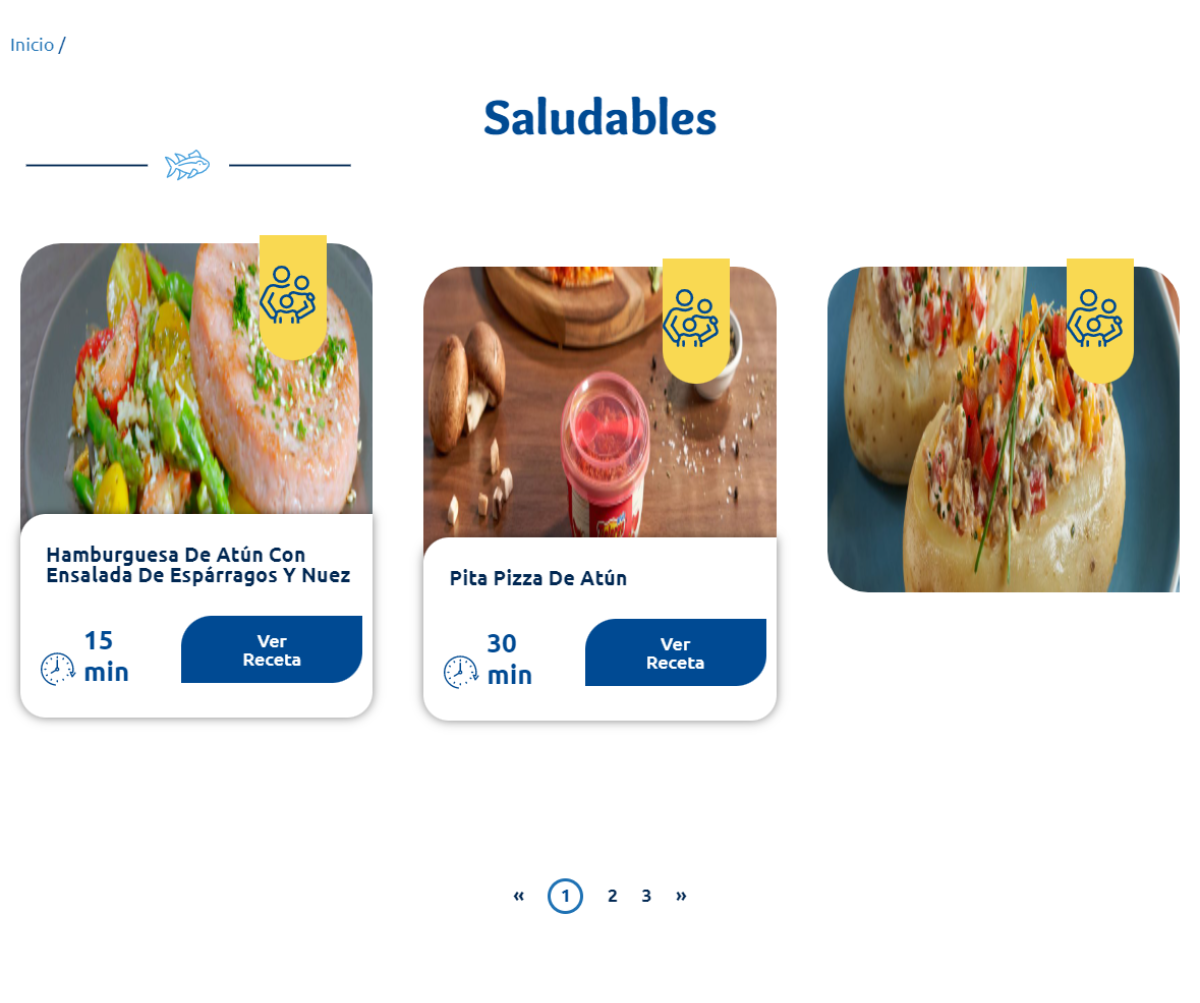 Inicio /
Saludables
Hamburguesa De Atún Con
Ensalada De Espárragos Y Nuez
15
min
Ver
Receta
Pita Pizza De Atún
30
min
Ver
Receta
« 1 2 3 »